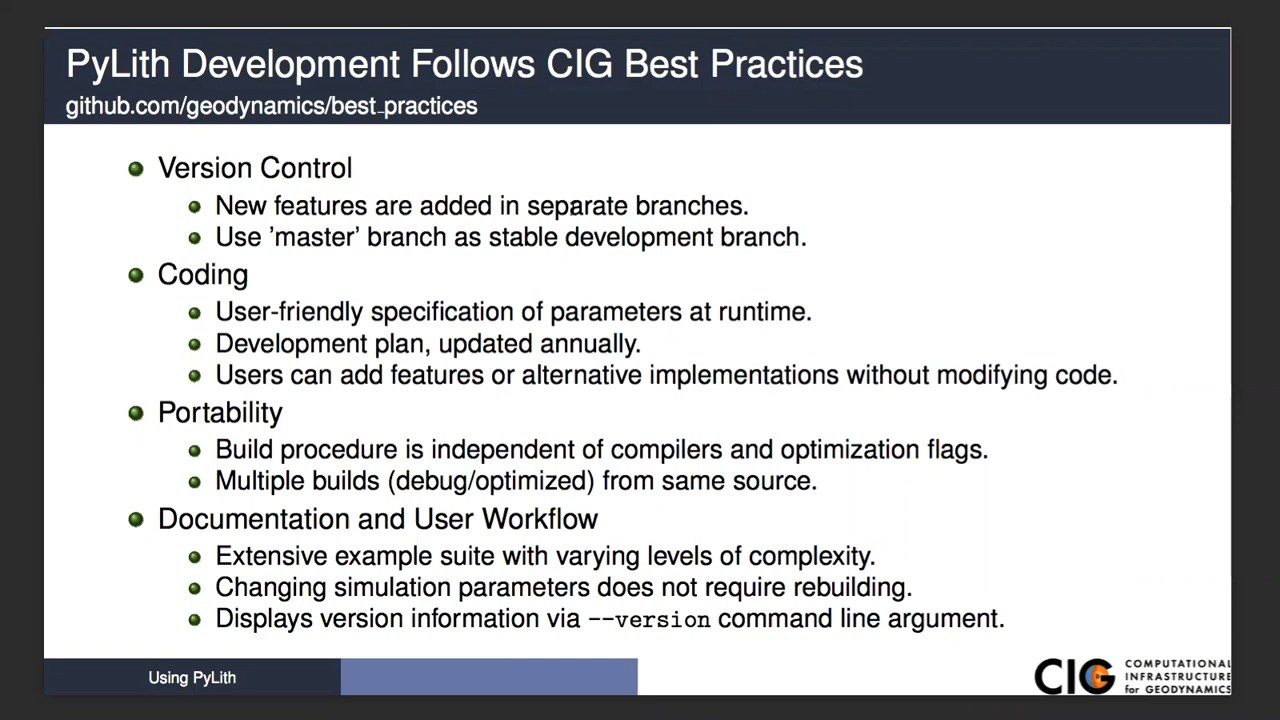 PyLith Development Follows CIG Best Practices
github.com/geodynamics/best_practices
Version Control
New features are added in separate branches.
Use 'master' branch as stable development branch.
Coding
User-friendly specification of parameters at runtime.
Development plan, updated annually.
Users can add features or alternative implementations without modifying code.
Portability
Build procedure is independent of compilers and optimization flags.
Multiple builds (debug/optimized) from same source.
Documentation and User Workflow
Extensive example suite with varying levels of complexity.
Changing simulation parameters does not require rebuilding.
Displays version information via --version command line argument.
Using PyLith
CIG
COMPUTATIONAL
INFRASTRUCTURE
for GEODYNAMICS